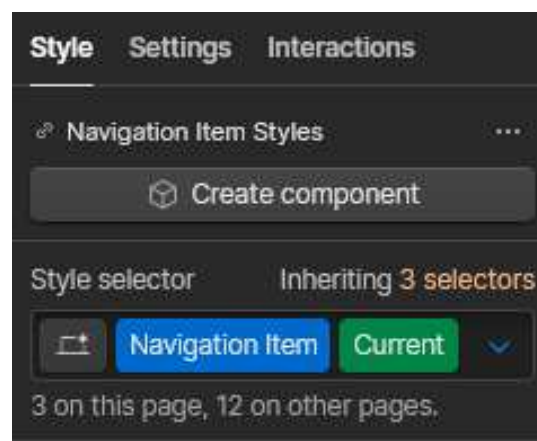 Style Settings Interactions
Navigation Item Styles
Create component
Style selector Inheriting 3 selectors
Navigation Item Current
3 on this page, 12 on other pages.